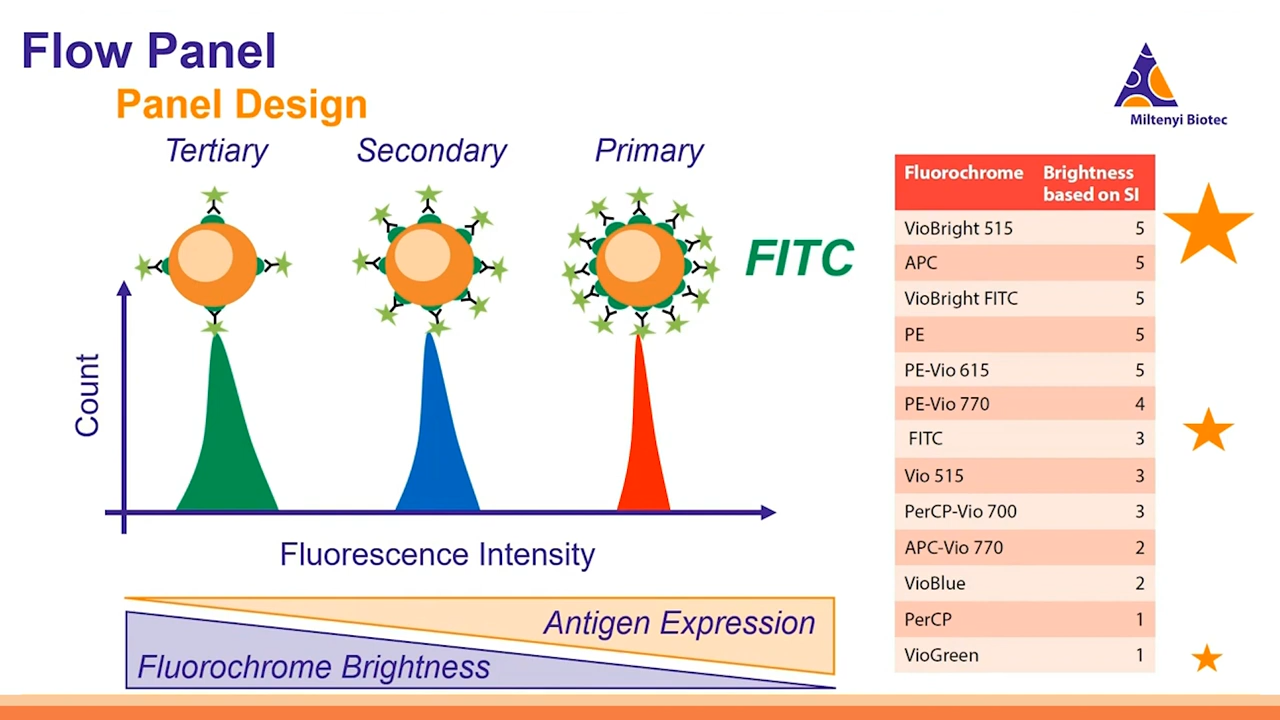 Flow Panel
Panel Design
Miltenyi Biotec
Tertiary
Secondary
Primary
FITC
Count
Fluorescence Intensity
Antigen Expression
Fluorochrome Brightness
Fluorochrome Brightness
based on SI
VioBright 515 5
APC 5
VioBright FITC 5
PE 5
PE-Vio 615 5
PE-Vio 770 4
FITC 3
Vio 515 3
PerCP-Vio 700 3
APC-Vio 770 2
VioBlue 2
PerCP 1
VioGreen 1